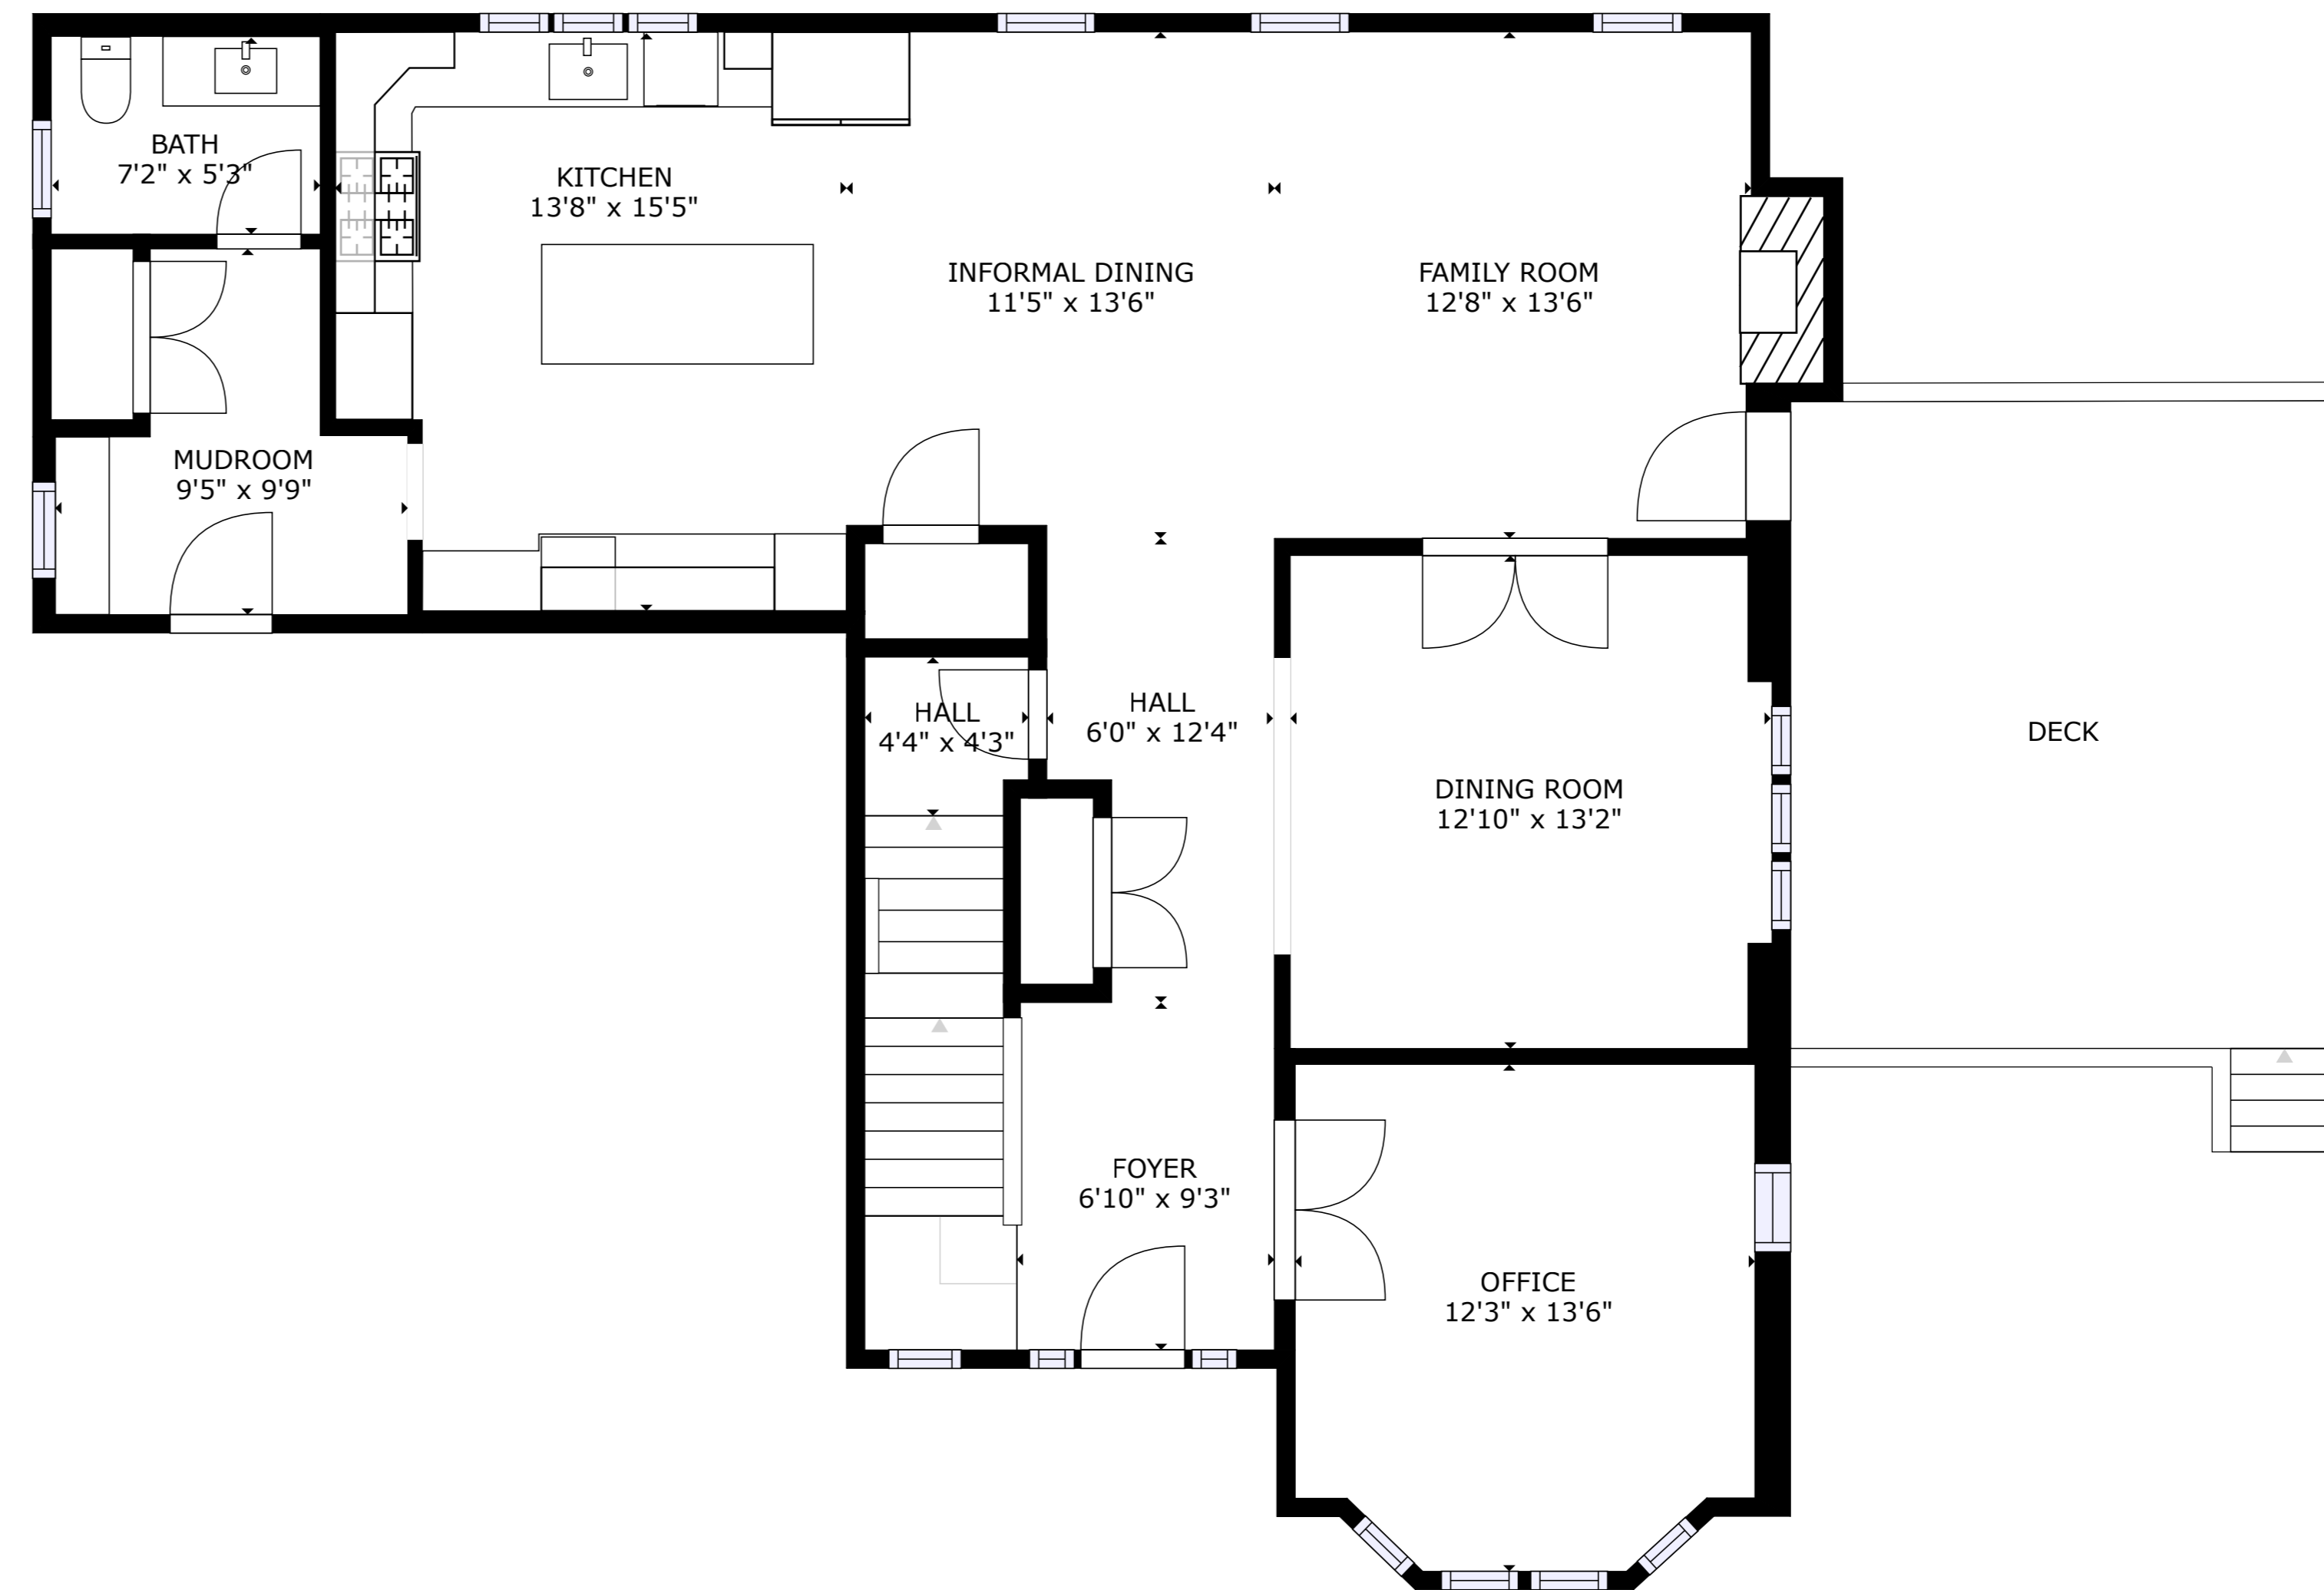 BATH
7'2" x 5'3"
KITCHEN
13'8" x 15'5"
INFORMAL DINING
11'5" x 13'6"
FAMILY ROOM
12'8" x 13'6"
MUDROOM
9'5" x 9'9"
HALL
4'4" x 4'3"
HALL
6'0" x 12'4"
DINING ROOM
12'10" x 13'2"
DECK
FOYER
6'10" x 9'3"
OFFICE
12'3" x 13'6"